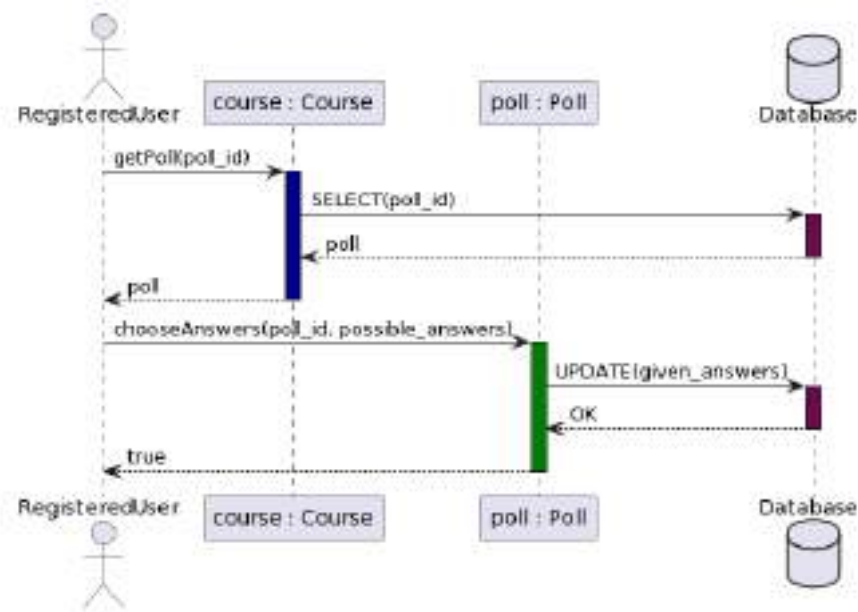 RegisteredUser
course : Course
poll : Poll
Database
getPoll(poll_id)
SELECT(poll_id)
poll
poll
chooseAnswers(poll_id, possible_answers)
UPDATE(given_answers)
OK
true
RegisteredUser
course : Course
poll : Poll
Database